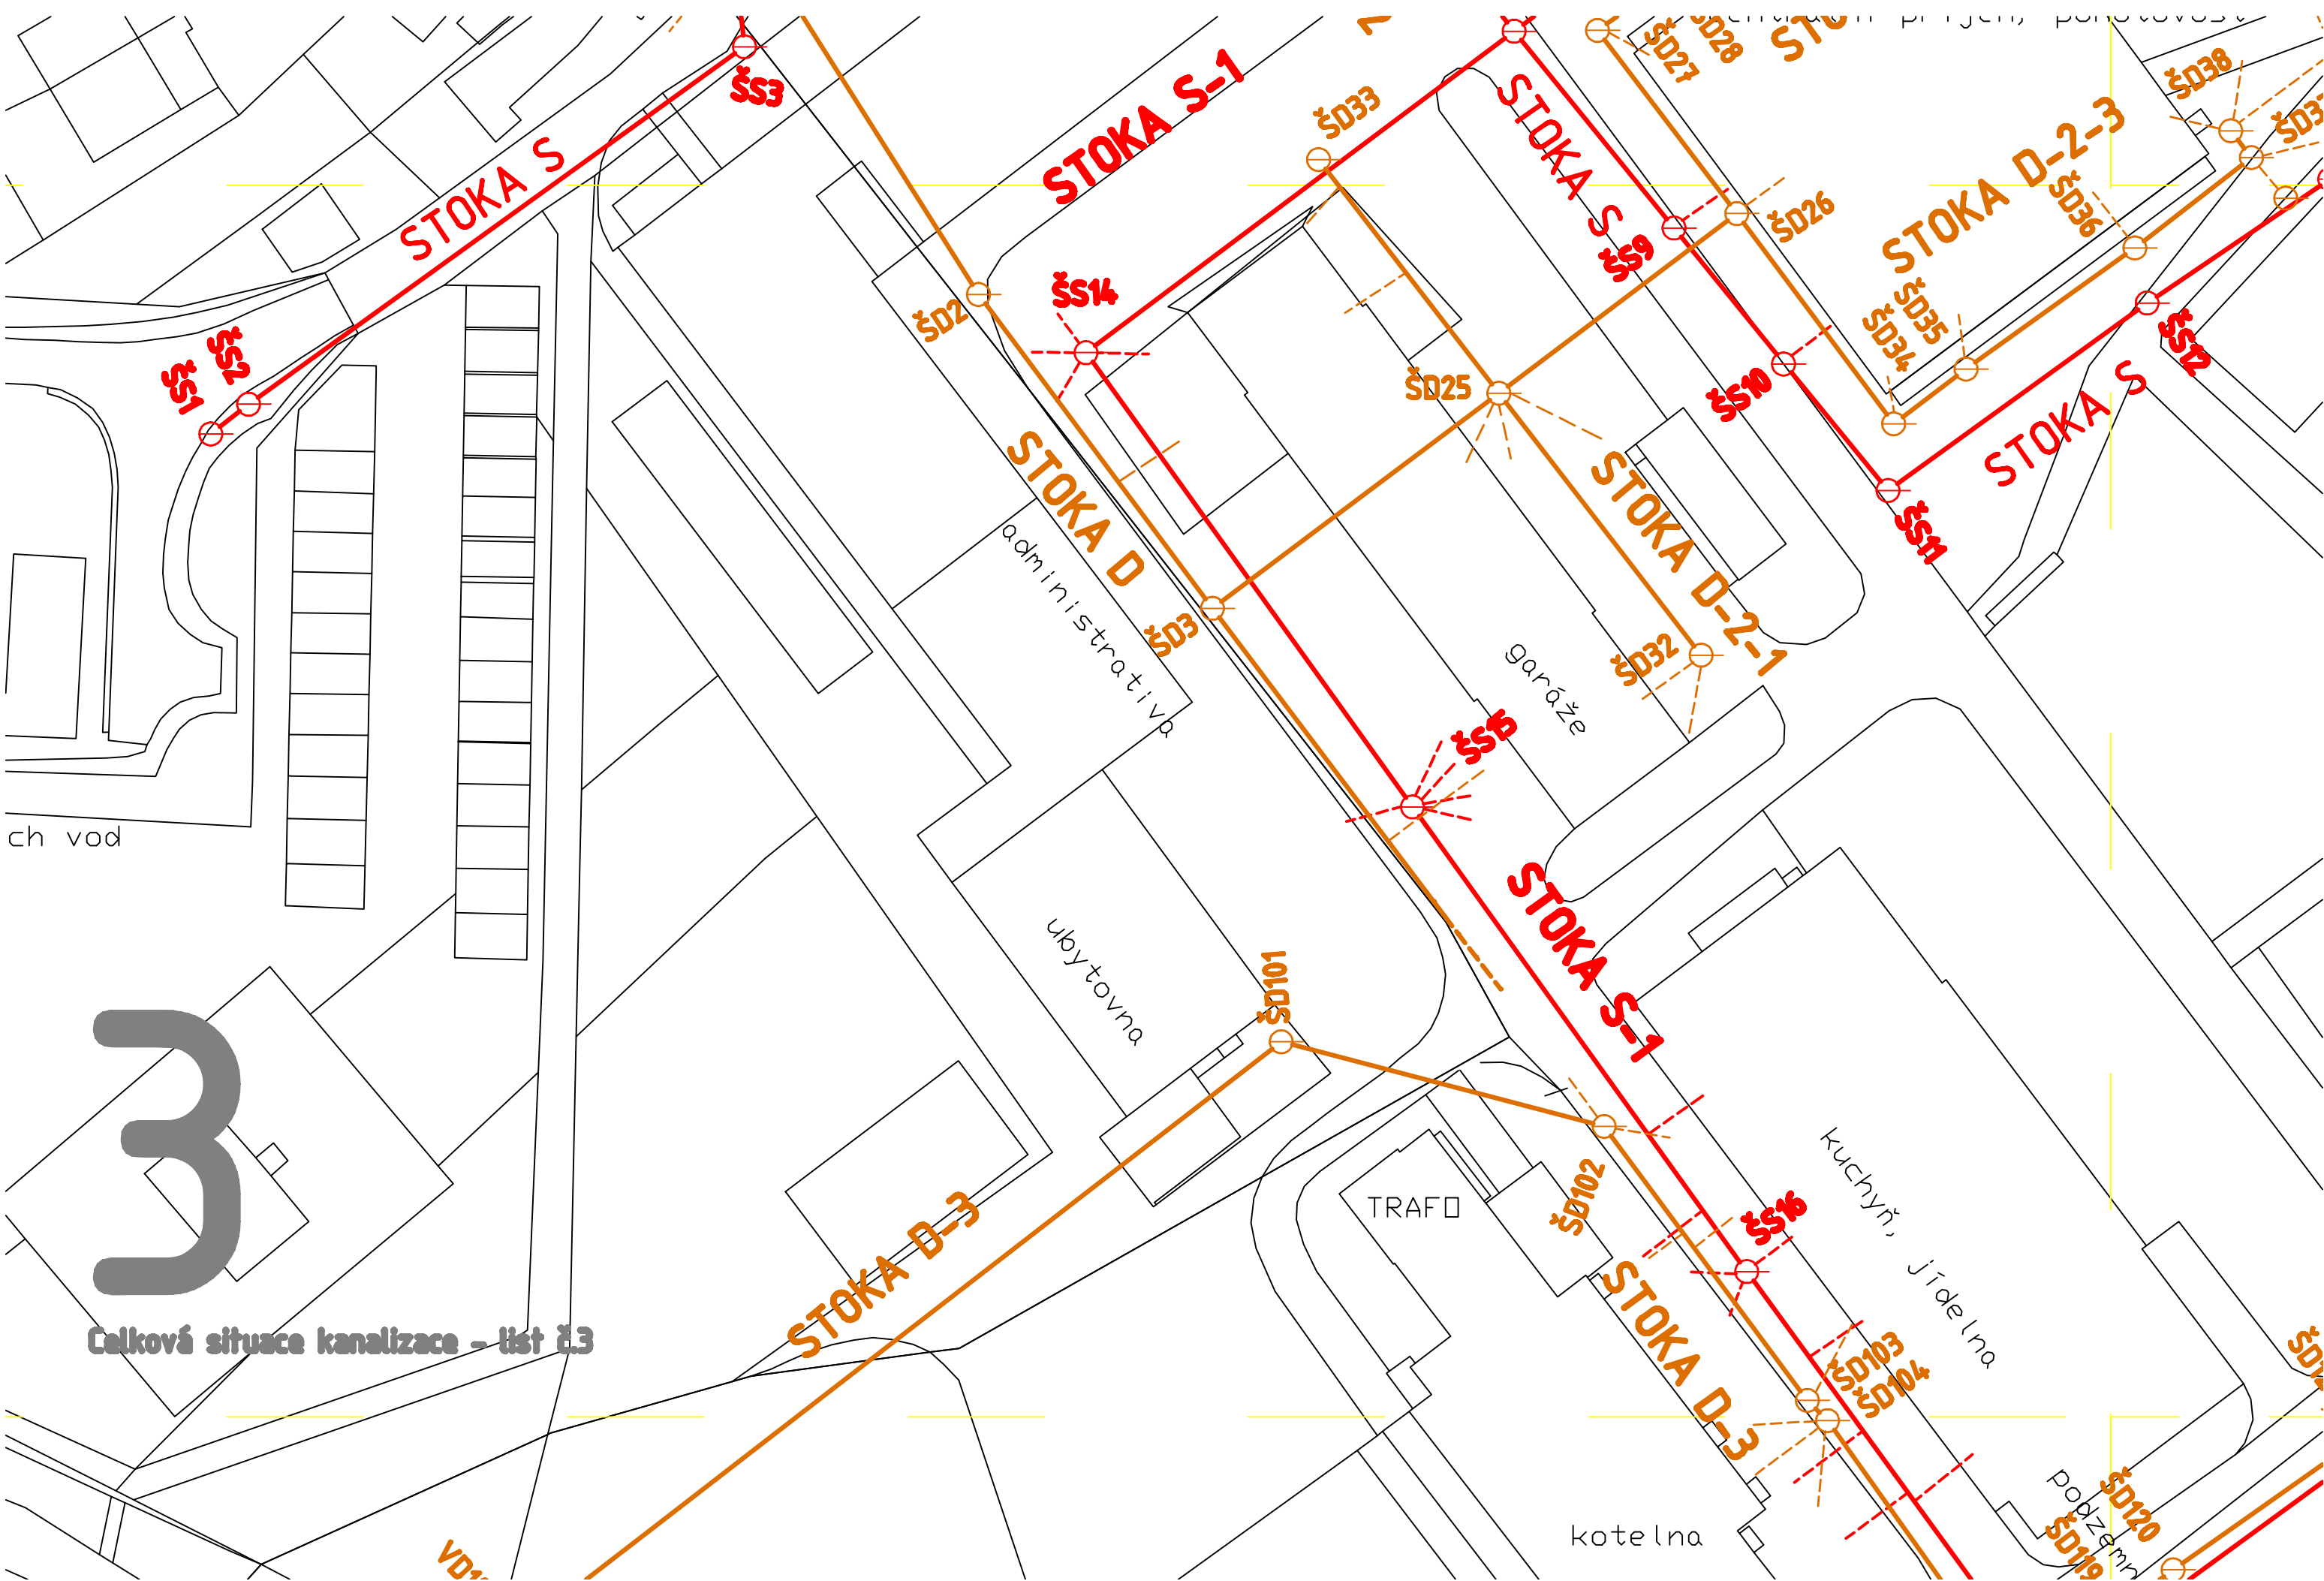 STOKA S-1
ŠD33
ŠS3
STOKA S
STOKA S
ŠD27
ŠD28
ŠD38
STOKA D-2-3
ŠD36
ŠD26
ŠS9
ŠS14
ŠD2
ŠS1
ŠS2
ŠD25
ŠS10
ŠD34
ŠD35
ŠS12
STOKA S
ŠS11
STOKA D
STOKA D-2-1
administrativa
ŠD3
ŠD32
garáže
ŠS15
ch vod
STOKA S-1
ubytovna
ŠD101
kuchyň, jídelna
TRAFO
ŠD102
ŠS16
STOKA D-3
STOKA D-3
3
Celková situace kanalizace - list č.3
ŠD103
ŠD104
kotelna
ŠD120
ŠD119